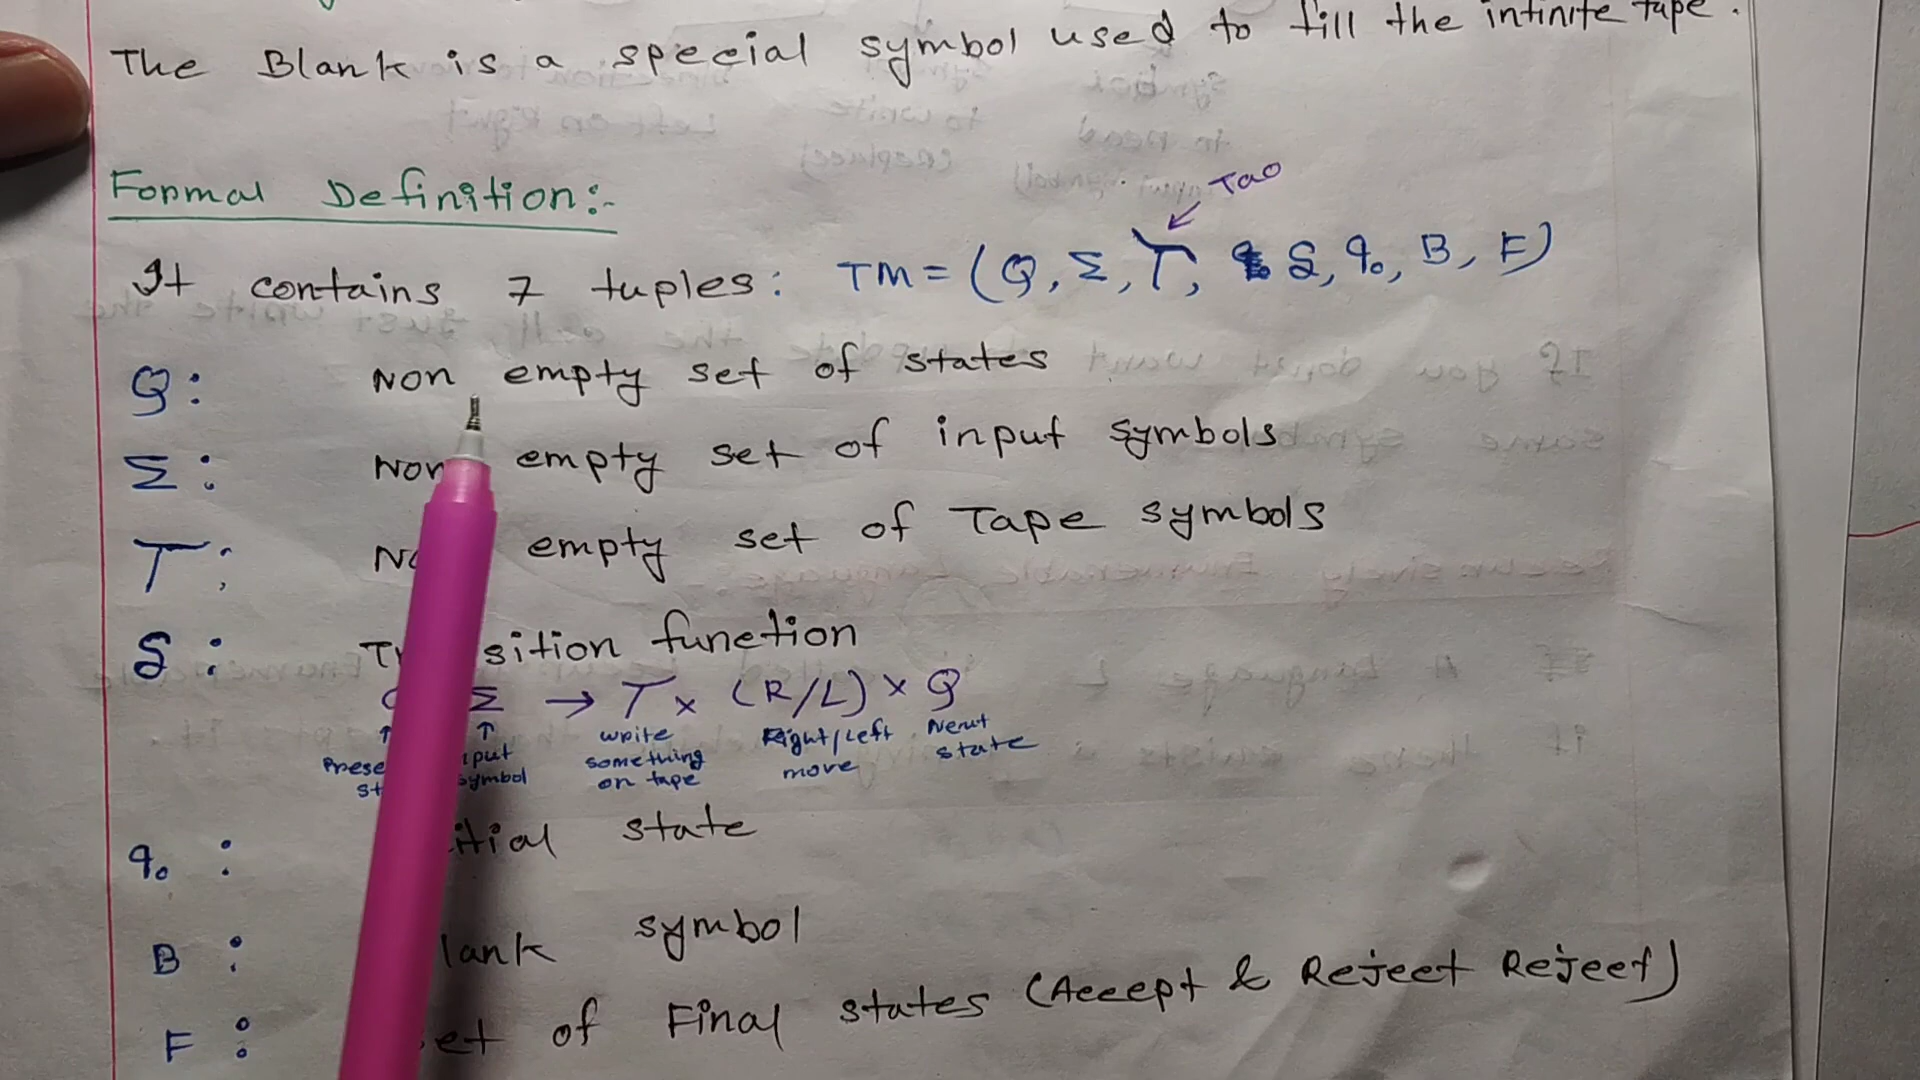 The Blank is a special symbol used to fill the infinite tape.
Formal Definition:-
Tao
It contains 7 tuples: TM = (Q, Σ, T, δ, q₀, B, F)
Q: Non empty set of states
Σ: Non empty set of input symbols
T: empty set of Tape symbols
δ: sition function
Σ → T × (R/L) × Q
write something on tape
Right/Left move
Next state
symbol
q₀: itial state
B: lank symbol
F: et of Final states (Accept & Reject Reject)